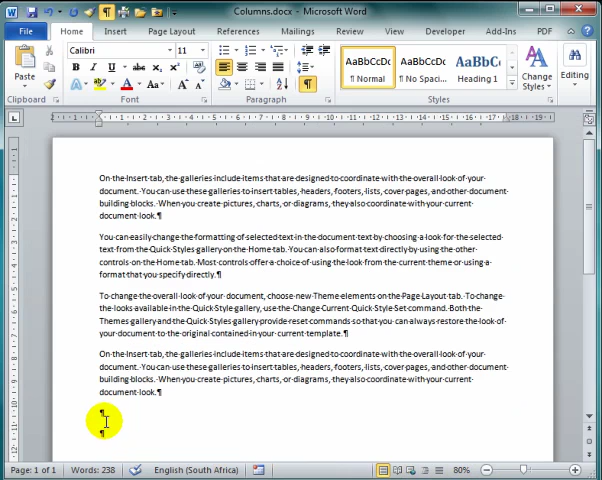 Columns.docx - Microsoft Word
File Home Insert Page Layout References Mailings Review View Developer Add-Ins PDF
Calibri 11 AaBbCcDc AaBbCcDc AaBbC
Paste ¶ Normal ¶ No Spaci... Heading 1 Change Styles Editing
Clipboard Font Paragraph Styles
On the Insert tab, the galleries include items that are designed to coordinate with the overall look of your
document. You can use these galleries to insert tables, headers, footers, lists, cover pages, and other document
building blocks. When you create pictures, charts, or diagrams, they also coordinate with your current
document look.¶
You can easily change the formatting of selected text in the document text by choosing a look for the selected
text from the Quick Styles gallery on the Home tab. You can also format text directly by using the other
controls on the Home tab. Most controls offer a choice of using the look from the current theme or using a
format that you specify directly.¶
To change the overall look of your document, choose new Theme elements on the Page Layout tab. To change
the looks available in the Quick Style gallery, use the Change Current Quick Style Set command. Both the
Themes gallery and the Quick Styles gallery provide reset commands so that you can always restore the look of
your document to the original contained in your current template.¶
On the Insert tab, the galleries include items that are designed to coordinate with the overall look of your
document. You can use these galleries to insert tables, headers, footers, lists, cover pages, and other document
building blocks. When you create pictures, charts, or diagrams, they also coordinate with your current
document look.¶
¶
¶
Page: 1 of 1 Words: 238 English (South Africa) 80%